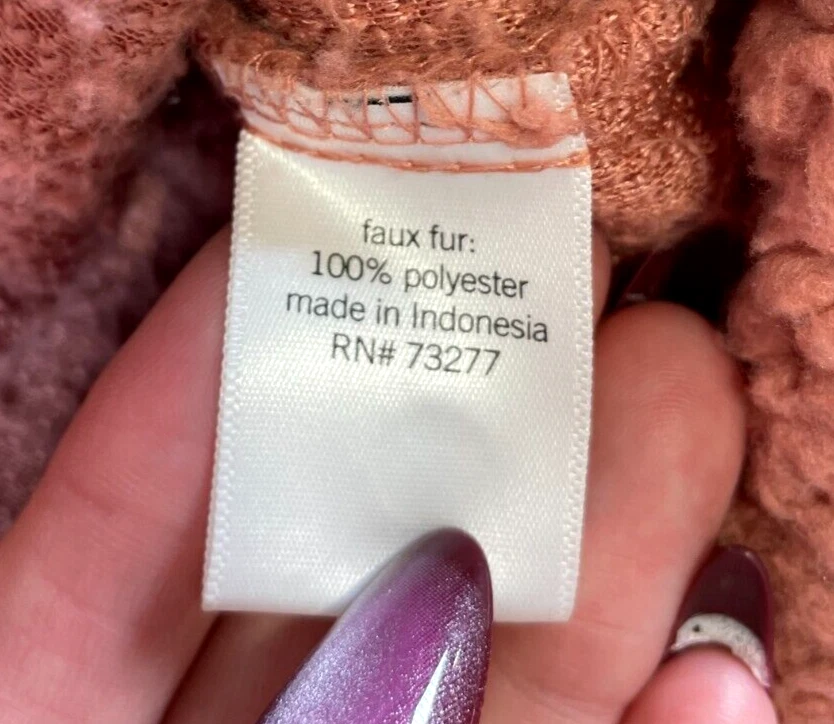 faux fur:
100% polyester
made in Indonesia
RN# 73277